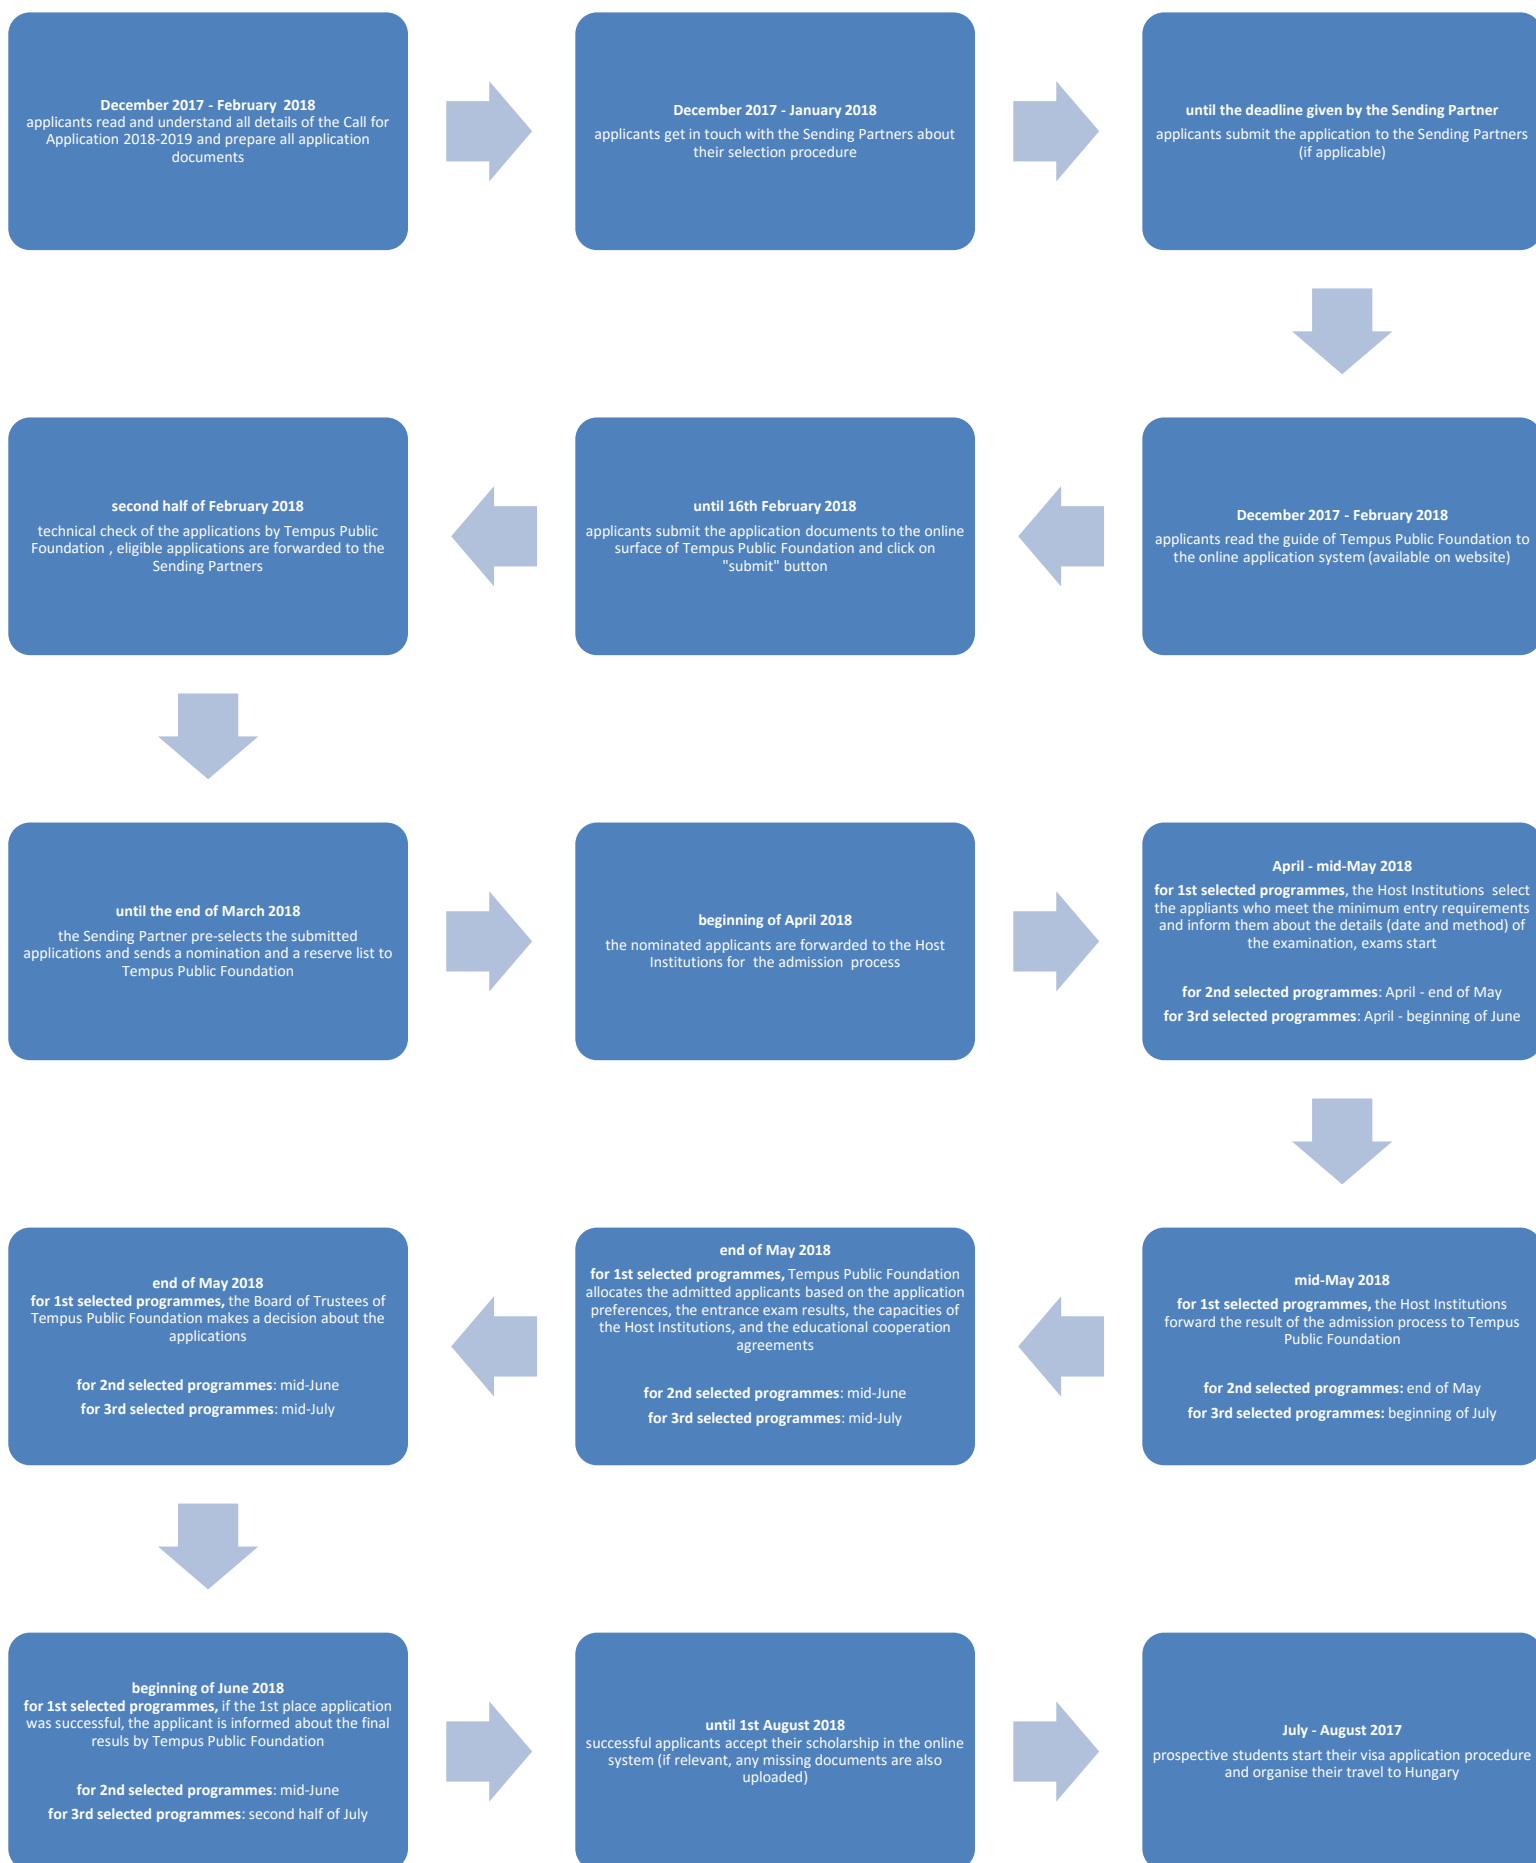 December 2017 - February  2018
applicants read and understand all details of the Call for
Application 2018-2019 and prepare all application
documents
December 2017 - January 2018
applicants get in touch with the Sending Partners about
their selection procedure
until the deadline given by the Sending Partner
applicants submit the application to the Sending Partners
(if applicable)
December 2017 - February 2018
applicants read the guide of Tempus Public Foundation to
the online application system (available on website)
until 16th February 2018
applicants submit the application documents to the online
surface of Tempus Public Foundation and click on
"submit" button
second half of February 2018
technical check of the applications by Tempus Public
Foundation , eligible applications are forwarded to the
Sending Partners
until the end of March 2018
the Sending Partner pre-selects the submitted
applications and sends a nomination and a reserve list to
Tempus Public Foundation
beginning of April 2018
the nominated applicants are forwarded to the Host
Institutions for  the admission  process
April - mid-May 2018
for 1st selected programmes, the Host Institutions  select
the appliants who meet the minimum entry requirements
and inform them about the details (date and method) of
the examination, exams start
for 2nd selected programmes: April - end of May
for 3rd selected programmes: April - beginning of June
mid-May 2018
for 1st selected programmes, the Host Institutions
forward the result of the admission process to Tempus
Public Foundation
for 2nd selected programmes: end of May
for 3rd selected programmes: beginning of July
end of May 2018
for 1st selected programmes, Tempus Public Foundation
allocates the admitted applicants based on the application
preferences, the entrance exam results, the capacities of
the Host Institutions, and the educational cooperation
agreements
for 2nd selected programmes: mid-June
for 3rd selected programmes: mid-July
end of May 2018
for 1st selected programmes, the Board of Trustees of
Tempus Public Foundation makes a decision about the
applications
for 2nd selected programmes: mid-June
for 3rd selected programmes: mid-July
beginning of June 2018
for 1st selected programmes, if the 1st place application
was successful, the applicant is informed about the final
resuls by Tempus Public Foundation
for 2nd selected programmes: mid-June
for 3rd selected programmes: second half of July
until 1st August 2018
successful applicants accept their scholarship in the online
system (if relevant, any missing documents are also
uploaded)
July - August 2017
prospective students start their visa application procedure
and organise their travel to Hungary